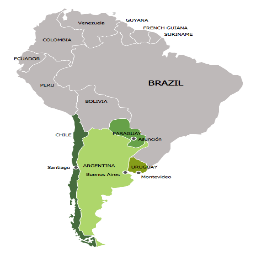 GUYANA
Venezuela
FRENCH GUIANA
SURINAME
COLOMBIA
ECUADOR
BRAZIL
PERU
BOLIVIA
CHILE
PARAGUAY
Asunción
ARGENTINA
Santiago
URUGUAY
Buenos Aires
Montevideo